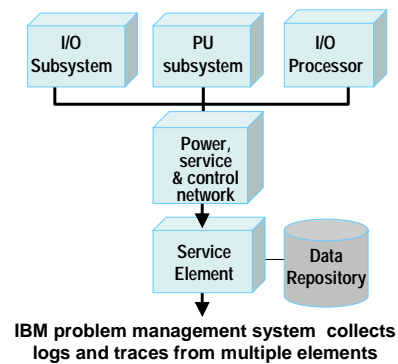 I/O
Subsystem
PU
subsystem
I/O
Processor
Power,
service
& control
network
Service
Element
Data
Repository
IBM problem management system collects
logs and traces from multiple elements